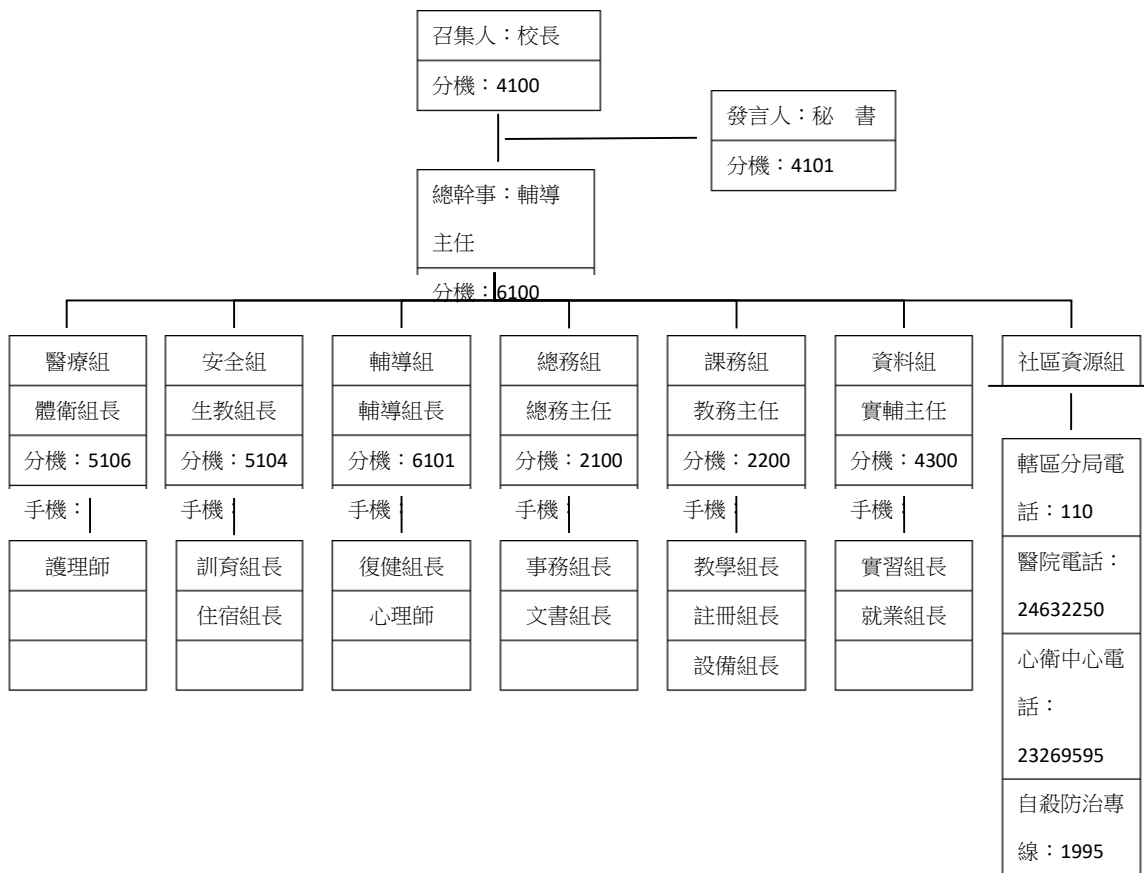 召集人：校長
分機：4100
發言人：秘　書
分機：4101
總幹事：輔導
主任
分機：6100
醫療組
體衛組長
分機：5106
手機：
護理師
安全組
生教組長
分機：5104
手機：
訓育組長
住宿組長
輔導組
輔導組長
分機：6101
手機：
復健組長
心理師
總務組
總務主任
分機：2100
手機：
事務組長
文書組長
課務組
教務主任
分機：2200
手機：
教學組長
註冊組長
設備組長
資料組
實輔主任
分機：4300
手機：
實習組長
就業組長
社區資源組
轄區分局電
話：110
醫院電話：
24632250
心衛中心電
話：
23269595
自殺防治專
線：1995